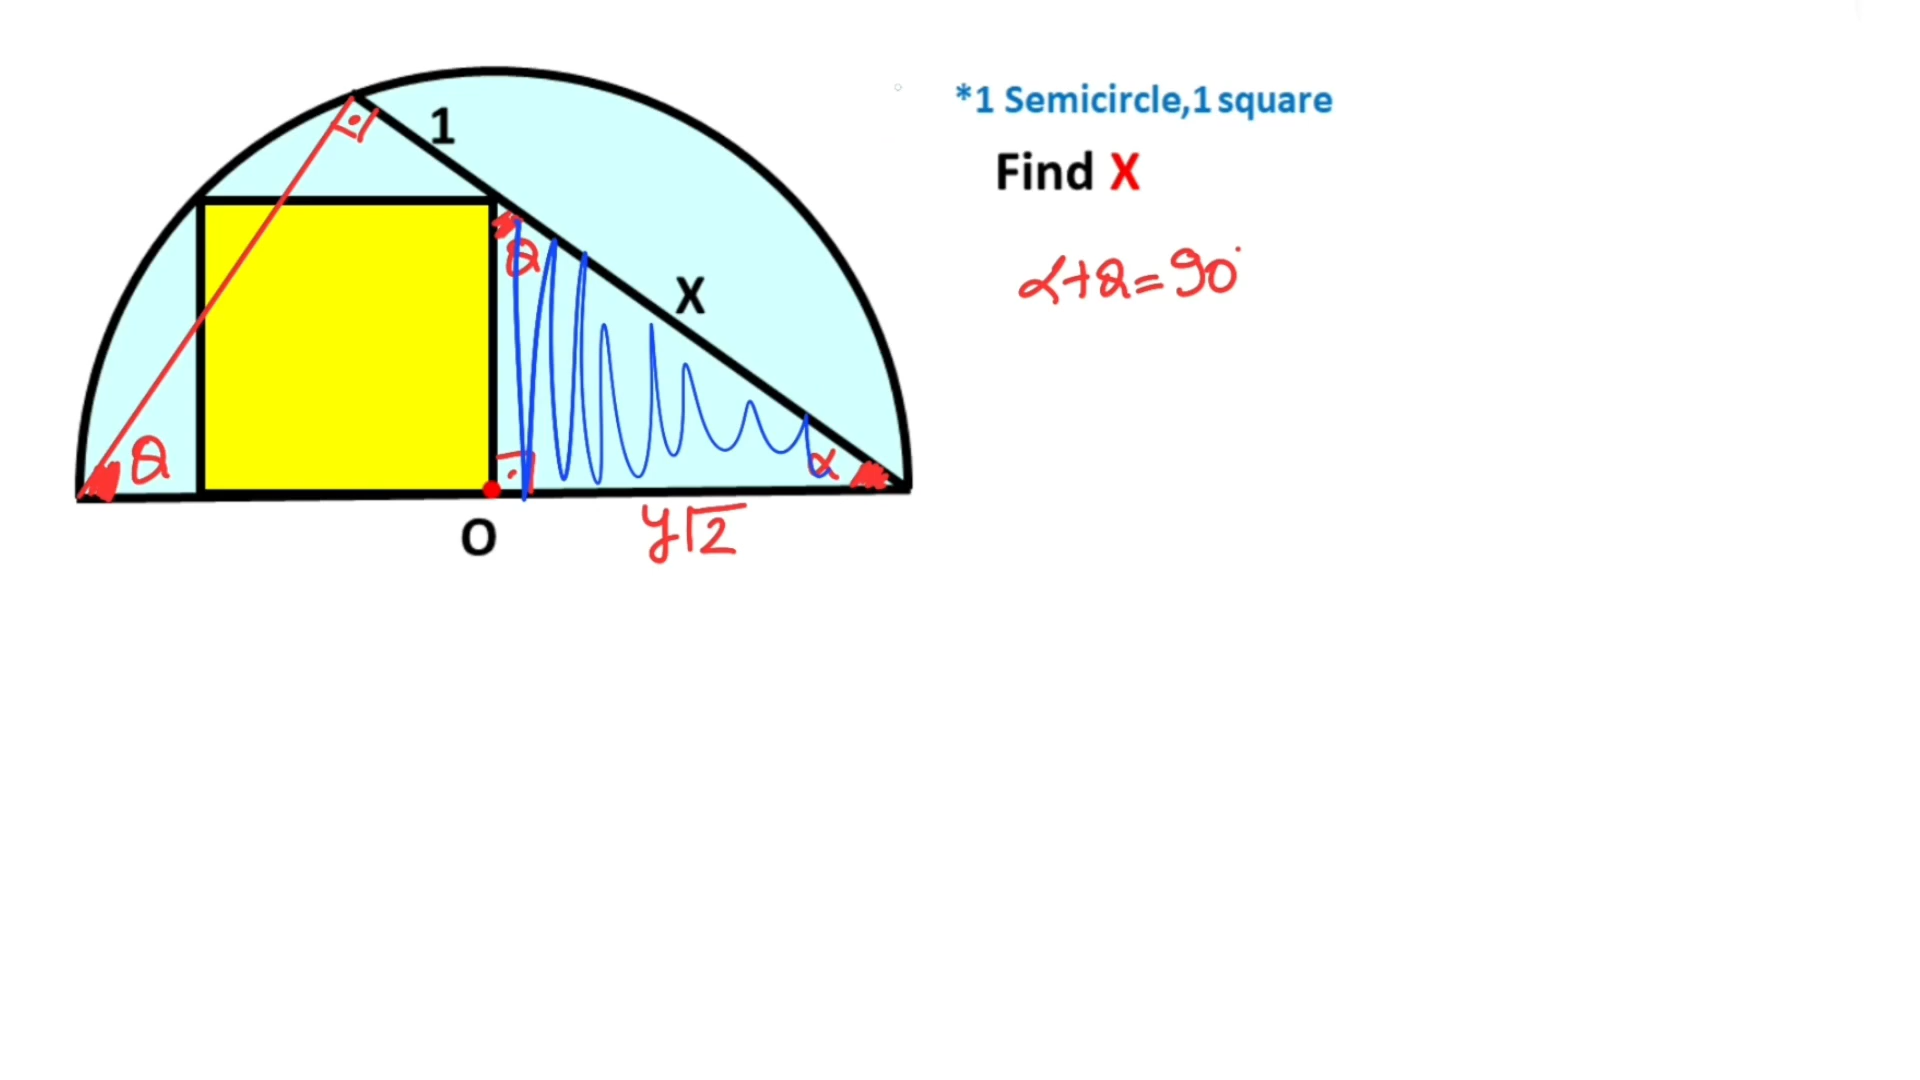 *1 Semicircle,1 square
Find X
1
X
θ
α+θ=90°
θ
α
O
y√2